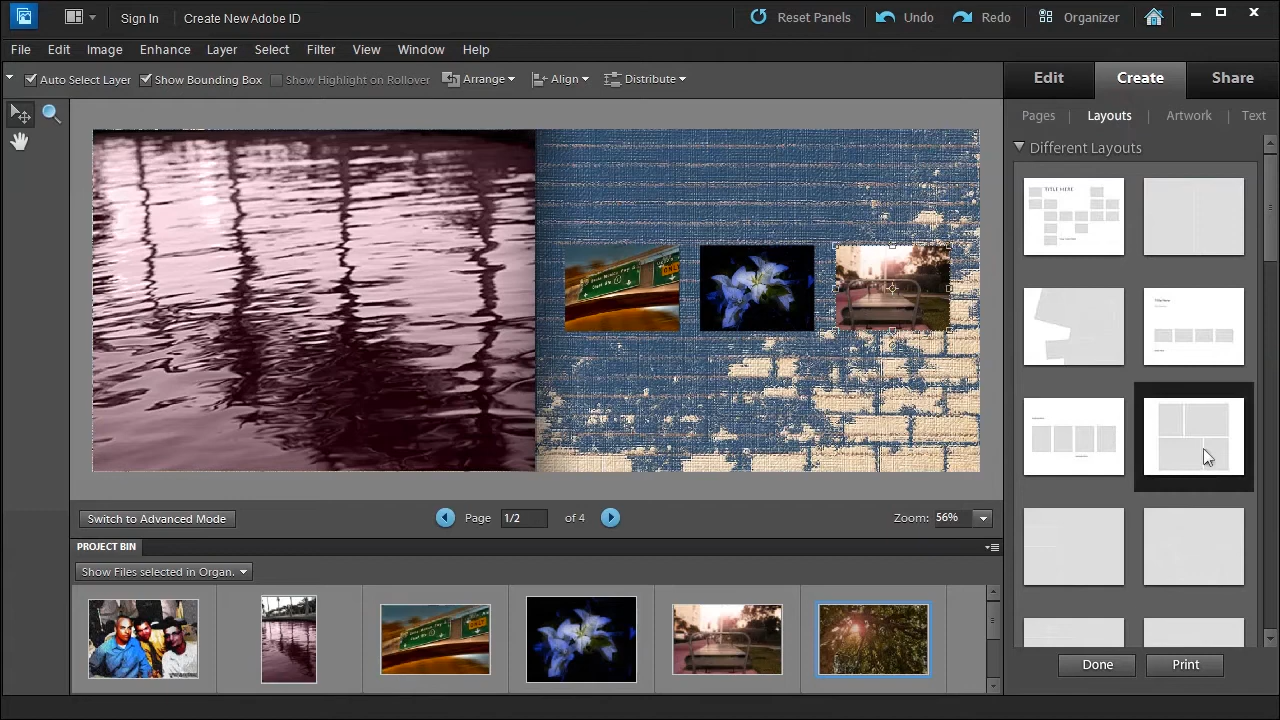 Sign In
Create New Adobe ID
Reset Panels
Undo
Redo
Organizer
File
Edit
Image
Enhance
Layer
Select
Filter
View
Window
Help
Auto Select Layer
Show Bounding Box
Show Highlight on Rollover
Arrange
Align
Distribute
Edit
Create
Share
Pages
Layouts
Artwork
Text
Different Layouts
TITLE HERE
ONLY
Switch to Advanced Mode
Page
1/2
of 4
Zoom:
56%
PROJECT BIN
Show Files selected in Organ.
Done
Print